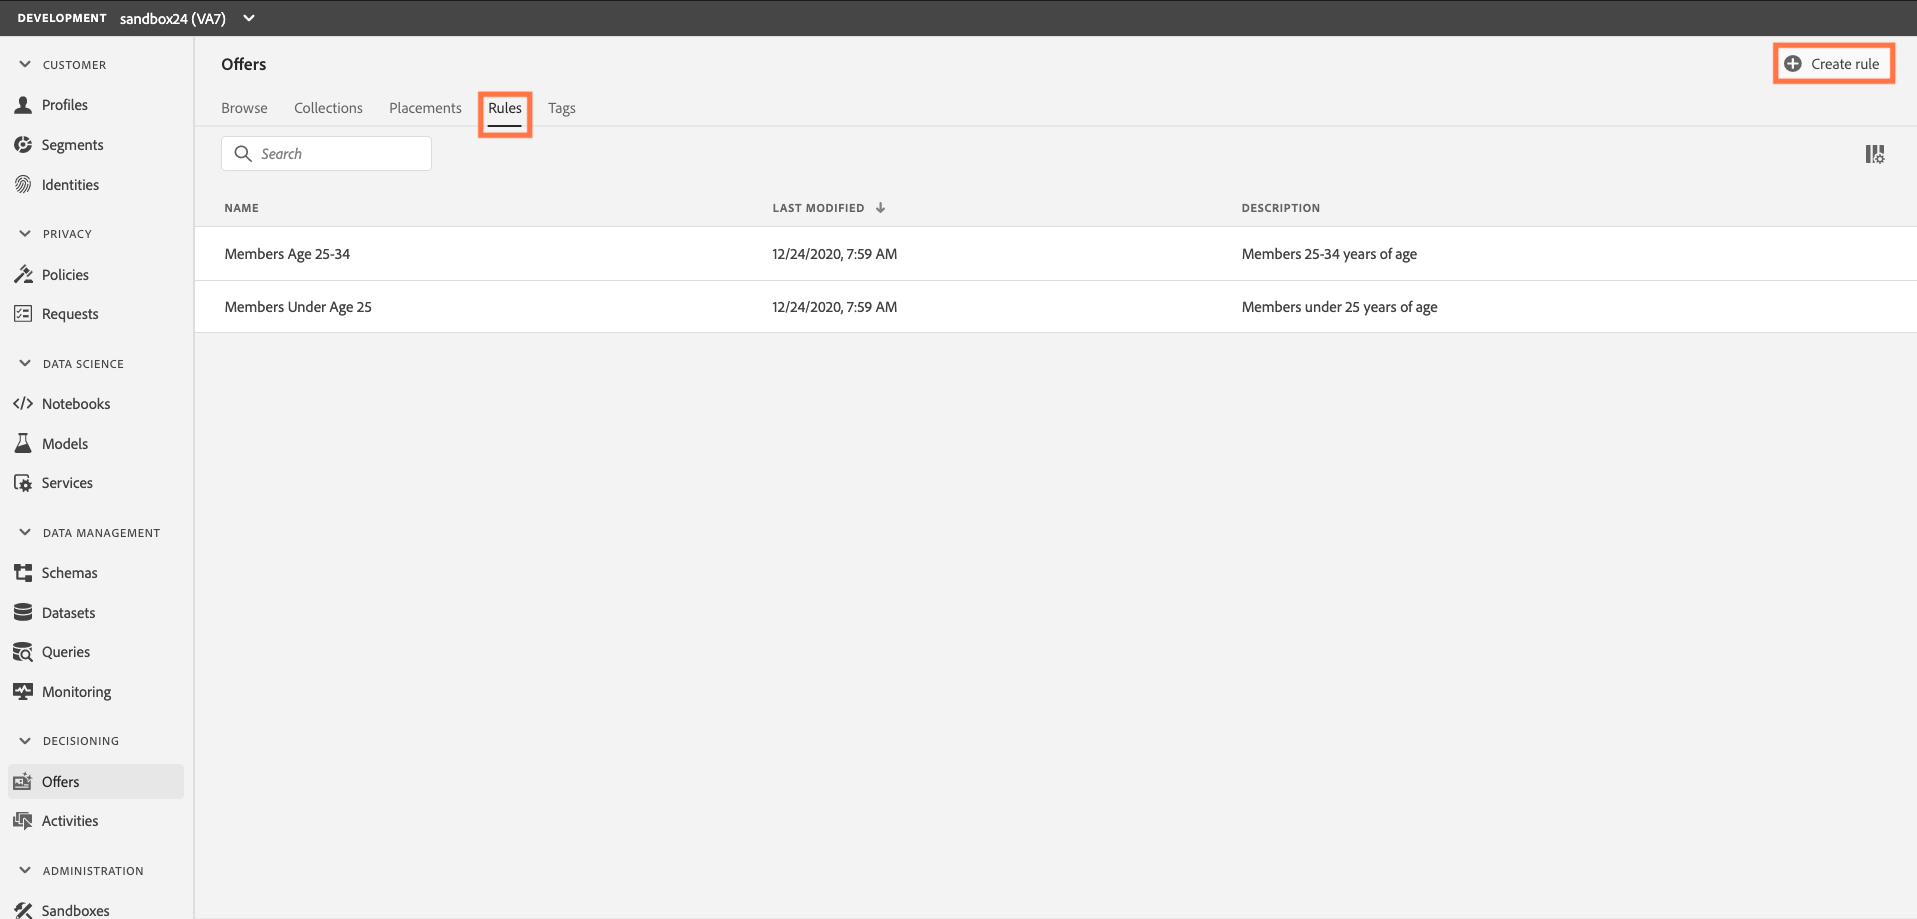 DEVELOPMENT sandbox24 (VA7)
CUSTOMER
Profiles
Segments
Identities
PRIVACY
Policies
Requests
DATA SCIENCE
Notebooks
Models
Services
DATA MANAGEMENT
Schemas
Datasets
Queries
Monitoring
DECISIONING
Offers
Activities
ADMINISTRATION
Sandboxes
Offers
Create rule
Browse Collections Placements Rules Tags
Search
NAME LAST MODIFIED DESCRIPTION
Members Age 25-34 12/24/2020, 7:59 AM Members 25-34 years of age
Members Under Age 25 12/24/2020, 7:59 AM Members under 25 years of age